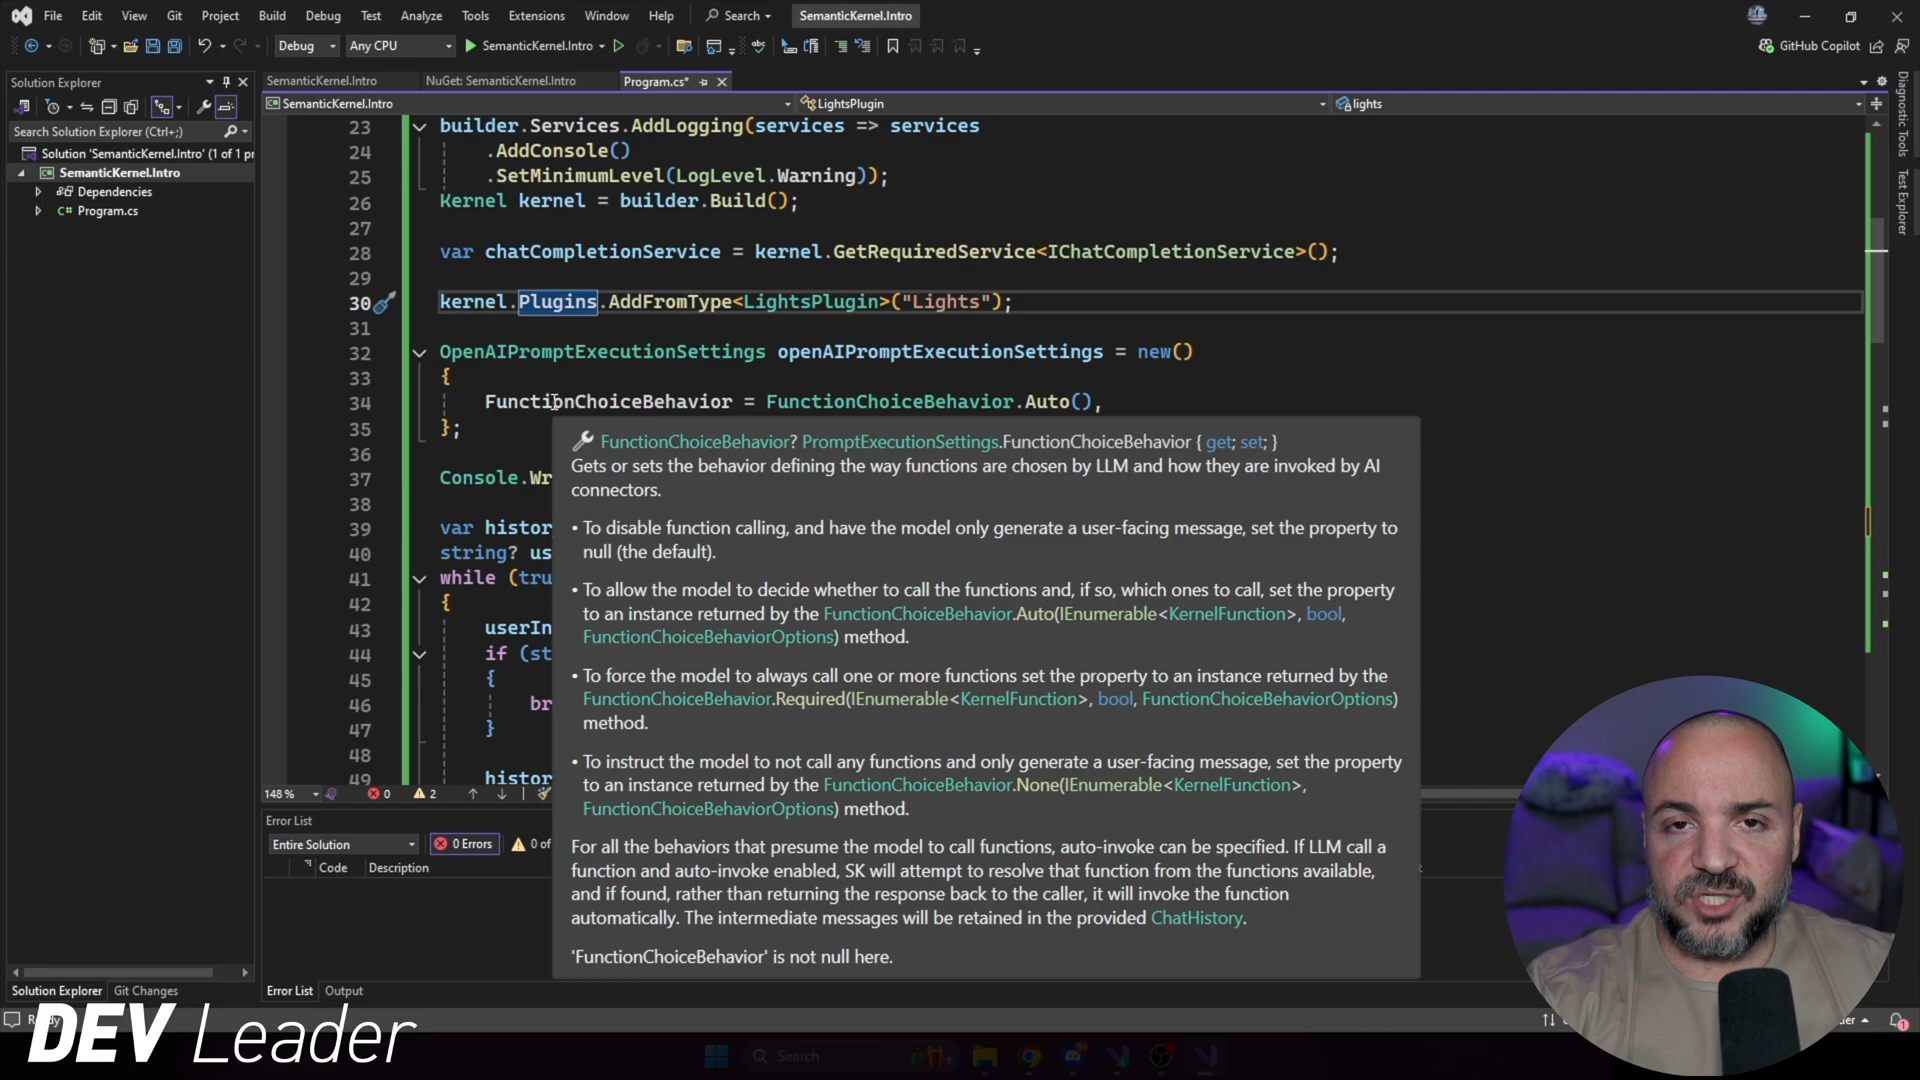 File Edit View Git Project Build Debug Test Analyze Tools Extensions Window Help Search SemanticKernel.Intro
Debug Any CPU SemanticKernel.Intro GitHub Copilot
Solution Explorer
SemanticKernel.Intro NuGet: SemanticKernel.Intro Program.cs*
SemanticKernel.Intro LightsPlugin lights
Search Solution Explorer (Ctrl+;)
Solution 'SemanticKernel.Intro' (1 of 1 pr
SemanticKernel.Intro
Dependencies
C# Program.cs
23 builder.Services.AddLogging(services => services
24 .AddConsole()
25 .SetMinimumLevel(LogLevel.Warning));
26 Kernel kernel = builder.Build();
27
28 var chatCompletionService = kernel.GetRequiredService<IChatCompletionService>();
29
30 kernel.Plugins.AddFromType<LightsPlugin>("Lights");
31
32 OpenAIPromptExecutionSettings openAIPromptExecutionSettings = new()
33 {
34 FunctionChoiceBehavior = FunctionChoiceBehavior.Auto(),
35 };
36
37 Console.Wr
38
39 var histor
40 string? us
41 while (tru
42 {
43 userIn
44 if (st
45 {
46 br
47 }
48
49 histor
FunctionChoiceBehavior? PromptExecutionSettings.FunctionChoiceBehavior { get; set; }
Gets or sets the behavior defining the way functions are chosen by LLM and how they are invoked by AI
connectors.
• To disable function calling, and have the model only generate a user-facing message, set the property to
null (the default).
• To allow the model to decide whether to call the functions and, if so, which ones to call, set the property
to an instance returned by the FunctionChoiceBehavior.Auto(IEnumerable<KernelFunction>, bool,
FunctionChoiceBehaviorOptions) method.
• To force the model to always call one or more functions set the property to an instance returned by the
FunctionChoiceBehavior.Required(IEnumerable<KernelFunction>, bool, FunctionChoiceBehaviorOptions)
method.
• To instruct the model to not call any functions and only generate a user-facing message, set the property
to an instance returned by the FunctionChoiceBehavior.None(IEnumerable<KernelFunction>,
FunctionChoiceBehaviorOptions) method.
For all the behaviors that presume the model to call functions, auto-invoke can be specified. If LLM call a
function and auto-invoke enabled, SK will attempt to resolve that function from the functions available,
and if found, rather than returning the response back to the caller, it will invoke the function
automatically. The intermediate messages will be retained in the provided ChatHistory.
'FunctionChoiceBehavior' is not null here.
148 % 0 2
Error List
Entire Solution 0 Errors 0 of
Code Description
Solution Explorer Git Changes
Error List Output
Diagnostic Tools
Test Explorer
DEV Leader
Search